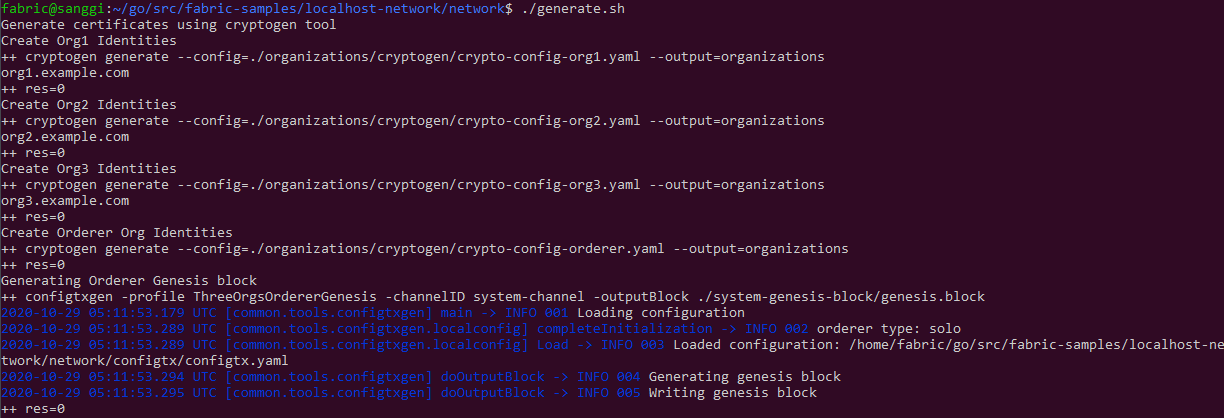 fabric@sanggi:~/go/src/fabric-samples/localhost-network/network$ ./generate.sh
Generate certificates using cryptogen tool
Create Org1 Identities
++ cryptogen generate --config=./organizations/cryptogen/crypto-config-org1.yaml --output=organizations
org1.example.com
++ res=0
Create Org2 Identities
++ cryptogen generate --config=./organizations/cryptogen/crypto-config-org2.yaml --output=organizations
org2.example.com
++ res=0
Create Org3 Identities
++ cryptogen generate --config=./organizations/cryptogen/crypto-config-org3.yaml --output=organizations
org3.example.com
++ res=0
Create Orderer Org Identities
++ cryptogen generate --config=./organizations/cryptogen/crypto-config-orderer.yaml --output=organizations
++ res=0
Generating Orderer Genesis block
++ configtxgen -profile ThreeOrgsOrdererGenesis -channelID system-channel -outputBlock ./system-genesis-block/genesis.block
2020-10-29 05:11:53.179 UTC [common.tools.configtxgen] main -> INFO 001 Loading configuration
2020-10-29 05:11:53.289 UTC [common.tools.configtxgen.localconfig] completeInitialization -> INFO 002 orderer type: solo
2020-10-29 05:11:53.289 UTC [common.tools.configtxgen.localconfig] Load -> INFO 003 Loaded configuration: /home/fabric/go/src/fabric-samples/localhost-ne
twork/network/configtx/configtx.yaml
2020-10-29 05:11:53.294 UTC [common.tools.configtxgen] doOutputBlock -> INFO 004 Generating genesis block
2020-10-29 05:11:53.295 UTC [common.tools.configtxgen] doOutputBlock -> INFO 005 Writing genesis block
++ res=0